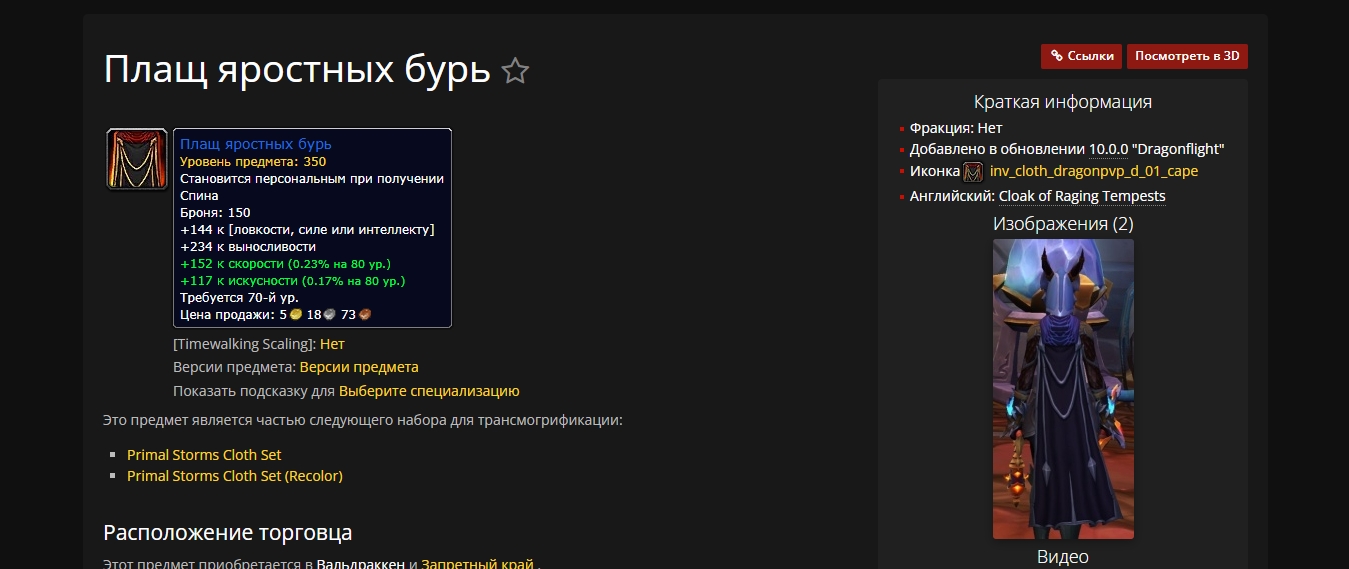 Плащ яростных бурь
Плащ яростных бурь
Уровень предмета: 350
Становится персональным при получении
Спина
Броня: 150
+144 к [ловкости, силе или интеллекту]
+234 к выносливости
+152 к скорости (0.23% на 80 ур.)
+117 к искусности (0.17% на 80 ур.)
Требуется 70-й ур.
Цена продажи: 5 18 73
[Timewalking Scaling]: Нет
Версии предмета: Версии предмета
Показать подсказку для Выберите специализацию
Это предмет является частью следующего набора для трансмогрификации:
Primal Storms Cloth Set
Primal Storms Cloth Set (Recolor)
Расположение торговца
Этот предмет приобретается в Вальдраккен и Запретный край .
Ссылки
Посмотреть в 3D
Краткая информация
Фракция: Нет
Добавлено в обновлении 10.0.0 "Dragonflight"
Иконка inv_cloth_dragonpvp_d_01_cape
Английский: Cloak of Raging Tempests
Изображения (2)
Видео